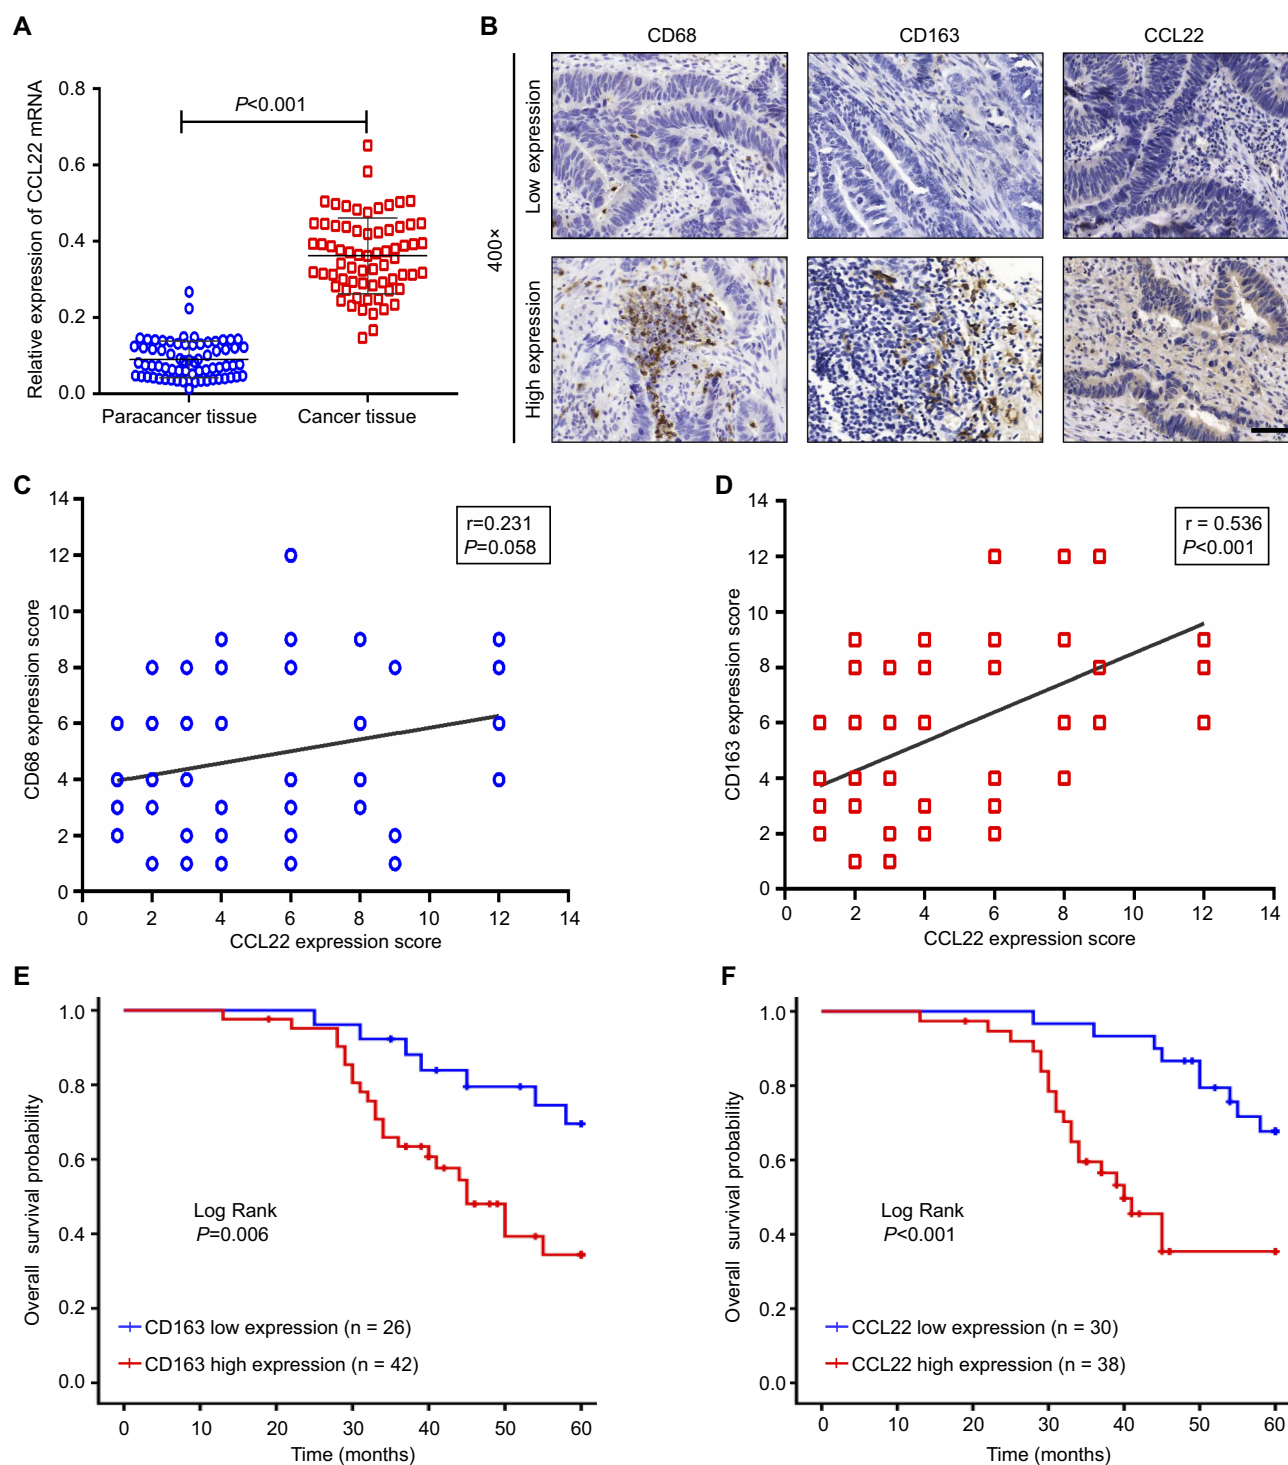 A
Relative expression of CCL22 mRNA
0.8
0.6
0.4
0.2
0.0
P<0.001
Paracancer tissue
Cancer tissue
B
CD68
CD163
CCL22
400×
Low expression
High expression
C
CD68 expression score
14
12
10
8
6
4
2
0
r=0.231
P=0.058
0 2 4 6 8 10 12 14
CCL22 expression score
D
CD163 expression score
14
12
10
8
6
4
2
0
r = 0.536
P<0.001
0 2 4 6 8 10 12 14
CCL22 expression score
E
Overall survival probability
1.0
0.8
0.6
0.4
0.2
0.0
Log Rank
P=0.006
CD163 low expression (n = 26)
CD163 high expression (n = 42)
0 10 20 30 40 50 60
Time (months)
F
Overall survival probability
1.0
0.8
0.6
0.4
0.2
0.0
Log Rank
P<0.001
CCL22 low expression (n = 30)
CCL22 high expression (n = 38)
0 10 20 30 40 50 60
Time (months)